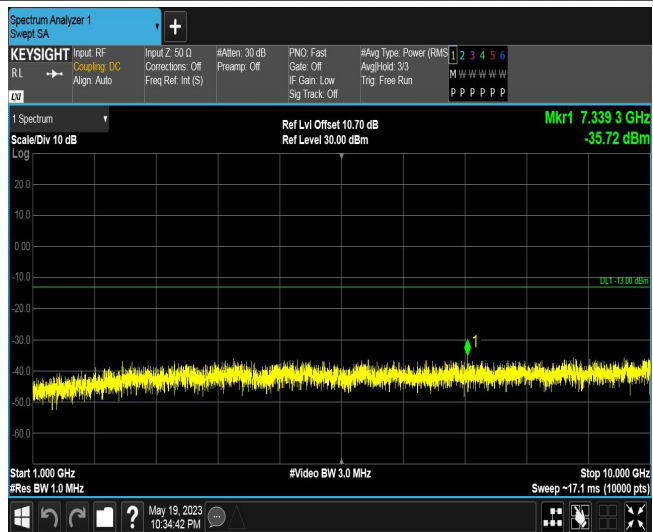 Spectrum Analyzer 1
Swept SA
+
KEYSIGHT
RL
LXI
Input: RF
Coupling: DC
Align: Auto
Input Z: 50 Ω
Corrections: Off
Freq Ref: Int (S)
#Atten: 30 dB
Preamp: Off
PNO: Fast
Gate: Off
IF Gain: Low
Sig Track: Off
#Avg Type: Power (RMS
Avg|Hold: 3/3
Trig: Free Run
1 2 3 4 5 6
M W W W W W
P P P P P P
1 Spectrum
Scale/Div 10 dB
Log
Ref Lvl Offset 10.70 dB
Ref Level 30.00 dBm
Mkr1 7.339 3 GHz
-35.72 dBm
20.0
10.0
0.00
-10.0
DL1 -13.00 dBm
-20.0
-30.0
1
-40.0
-50.0
-60.0
Start 1.000 GHz
#Video BW 3.0 MHz
Stop 10.000 GHz
#Res BW 1.0 MHz
Sweep ~17.1 ms (10000 pts)
?
May 19, 2023
10:34:42 PM